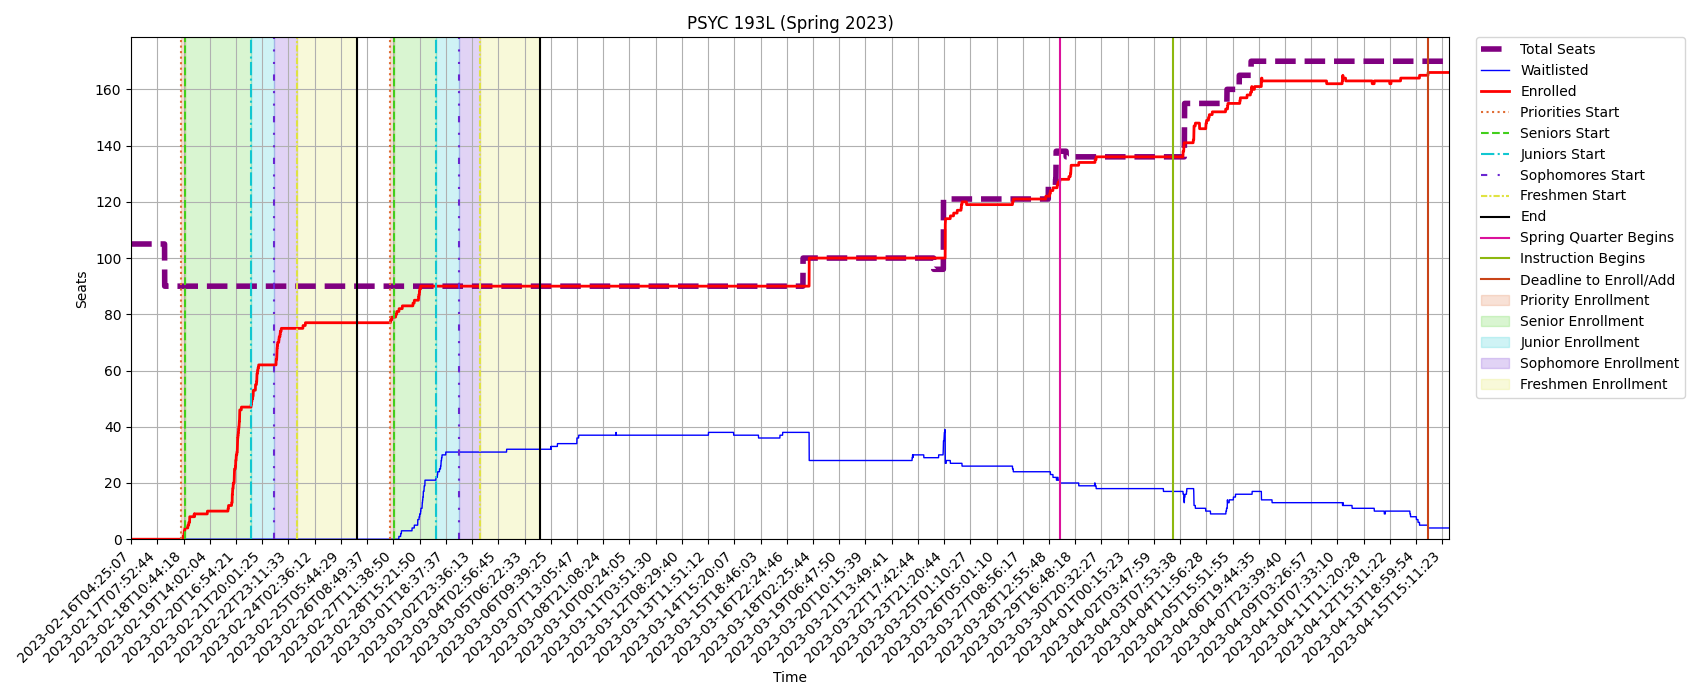 PSYC 193L (Spring 2023)
Seats
160
140
120
100
80
60
40
20
0
2023-02-16T04:25:07
2023-02-17T07:52:44
2023-02-18T10:44:18
2023-02-19T14:02:04
2023-02-20T16:54:21
2023-02-21T20:01:25
2023-02-22T23:11:33
2023-02-24T02:36:12
2023-02-25T05:44:29
2023-02-26T08:49:37
2023-02-27T11:38:50
2023-02-28T15:21:50
2023-03-01T18:37:37
2023-03-02T22:36:13
2023-03-04T02:56:45
2023-03-05T06:22:33
2023-03-06T09:39:25
2023-03-07T13:05:47
2023-03-08T21:08:24
2023-03-10T00:24:05
2023-03-11T03:51:30
2023-03-12T08:29:40
2023-03-13T11:51:12
2023-03-14T15:20:07
2023-03-15T18:46:03
2023-03-16T22:24:46
2023-03-18T02:25:44
2023-03-19T06:47:50
2023-03-20T10:15:39
2023-03-21T13:49:41
2023-03-22T17:42:44
2023-03-23T21:20:44
2023-03-25T01:10:27
2023-03-26T05:01:10
2023-03-27T08:56:17
2023-03-28T12:55:48
2023-03-29T16:48:18
2023-03-30T20:32:27
2023-04-01T00:15:23
2023-04-02T03:47:59
2023-04-03T07:53:38
2023-04-04T11:56:28
2023-04-05T15:51:55
2023-04-06T19:44:35
2023-04-07T23:39:40
2023-04-09T03:26:57
2023-04-10T07:33:10
2023-04-11T11:20:28
2023-04-12T15:11:22
2023-04-13T18:59:54
2023-04-15T15:11:23
Time
Total Seats
Waitlisted
Enrolled
Priorities Start
Seniors Start
Juniors Start
Sophomores Start
Freshmen Start
End
Spring Quarter Begins
Instruction Begins
Deadline to Enroll/Add
Priority Enrollment
Senior Enrollment
Junior Enrollment
Sophomore Enrollment
Freshmen Enrollment